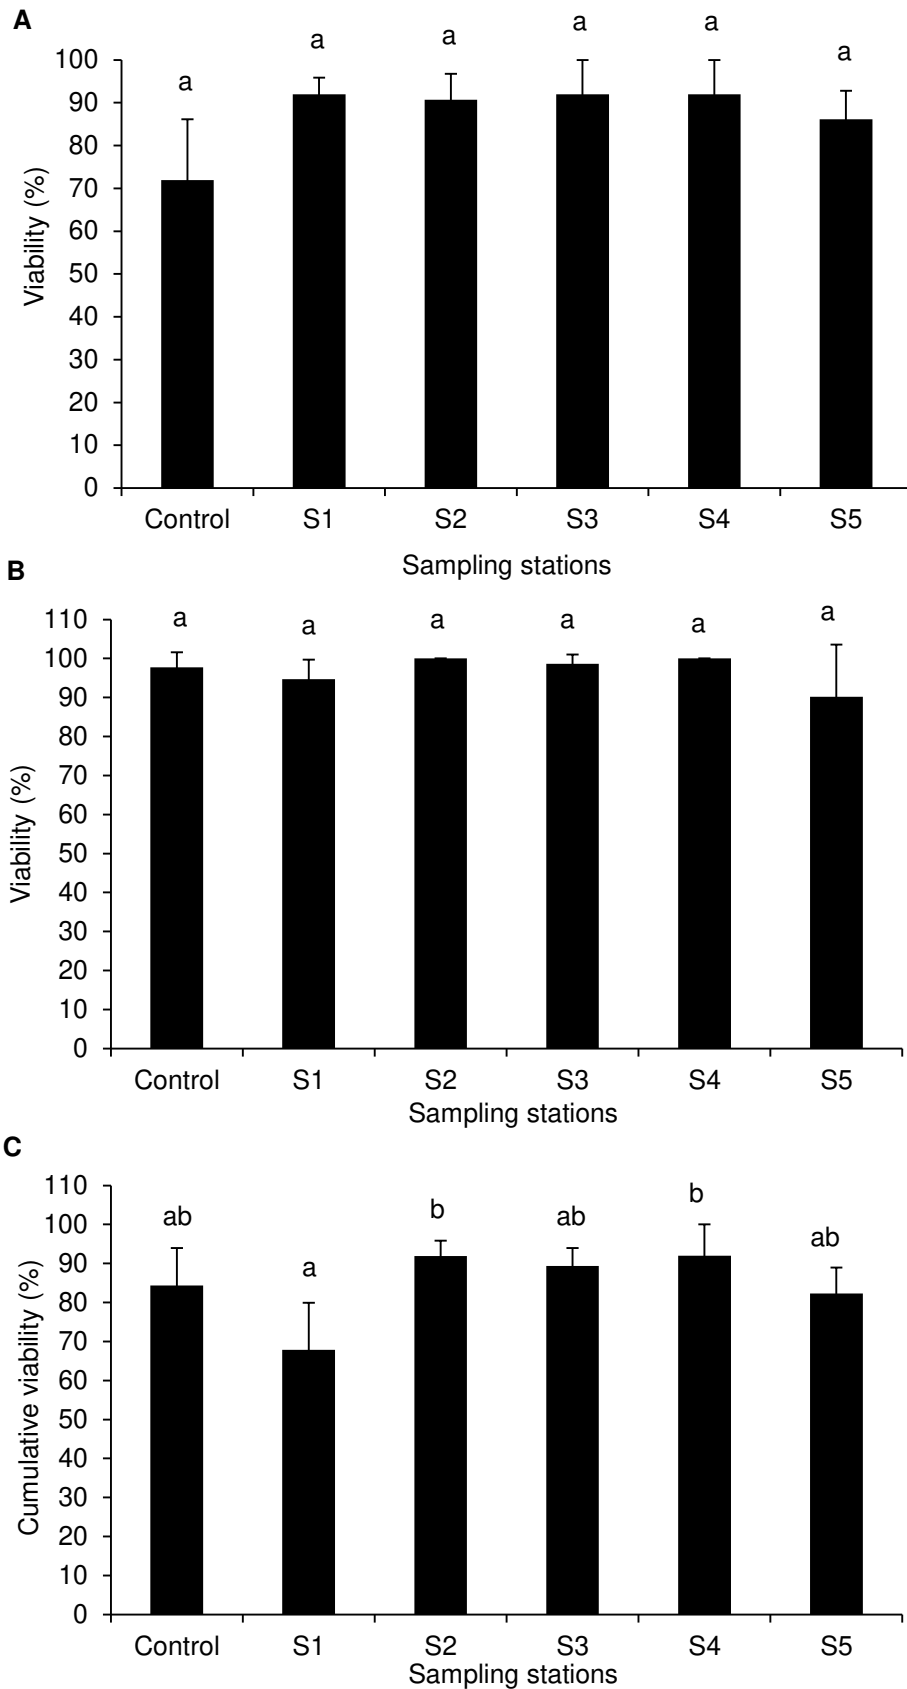 A
a a a a a a
100
90
80
70
60
50
40
30
20
10
0
Viability (%)
Control S1 S2 S3 S4 S5
Sampling stations
B
a a a a a a
110
100
90
80
70
60
50
40
30
20
10
0
Viability (%)
Control S1 S2 S3 S4 S5
Sampling stations
C
ab a b ab b ab
110
100
90
80
70
60
50
40
30
20
10
0
Cumulative viability (%)
Control S1 S2 S3 S4 S5
Sampling stations